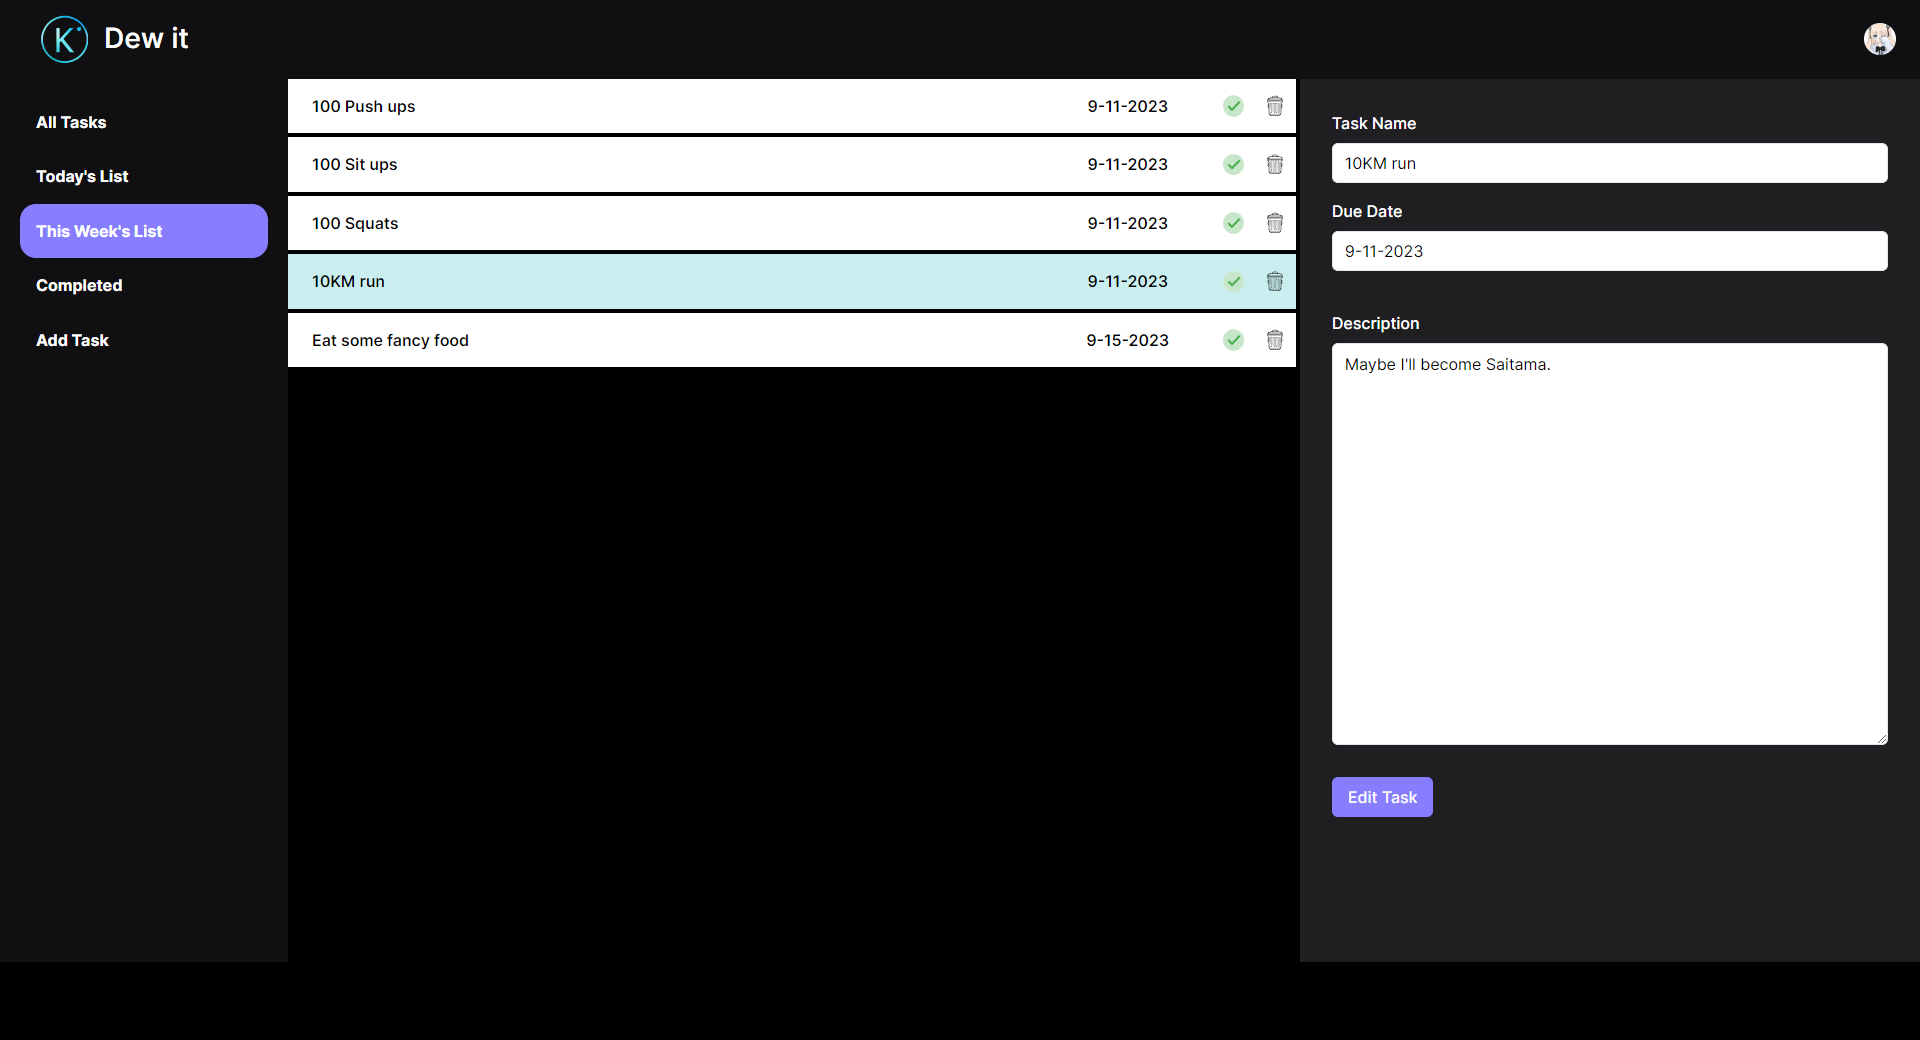 K Dew it
All Tasks
Today's List
This Week's List
Completed
Add Task
100 Push ups 9-11-2023
100 Sit ups 9-11-2023
100 Squats 9-11-2023
10KM run 9-11-2023
Eat some fancy food 9-15-2023
Task Name
10KM run
Due Date
9-11-2023
Description
Maybe I'll become Saitama.
Edit Task